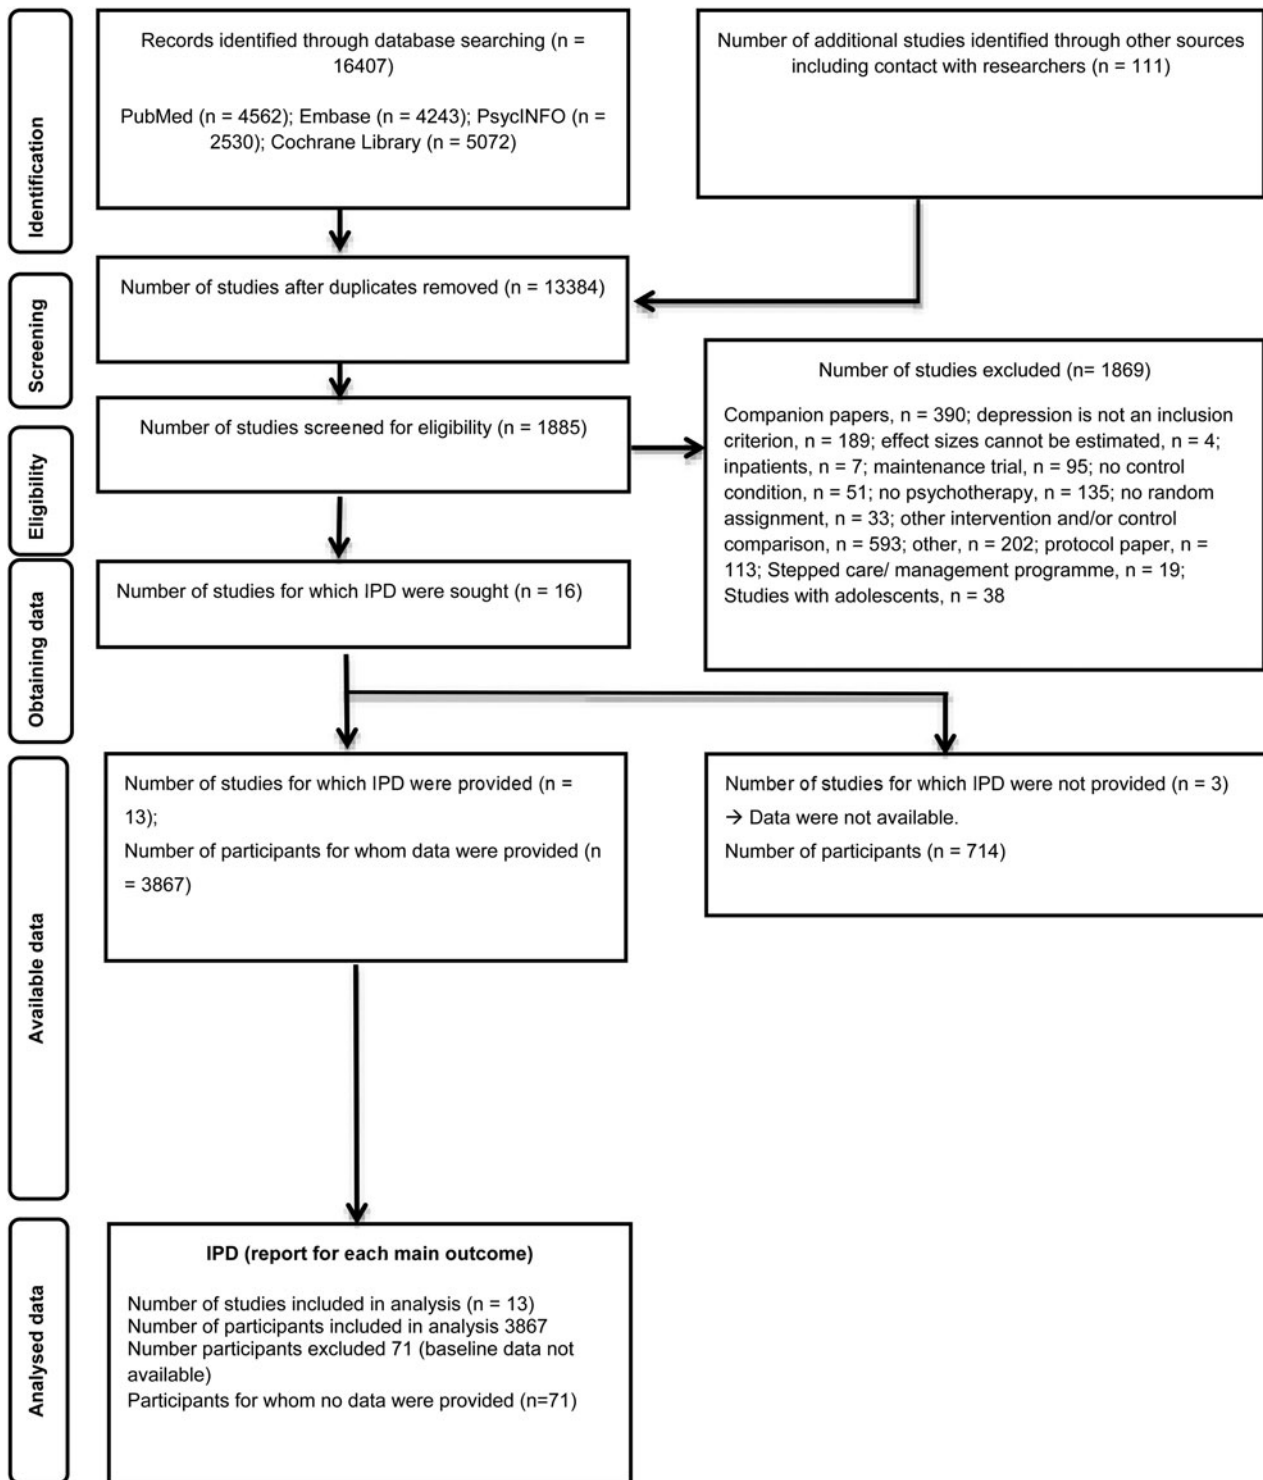 Identification
Records identified through database searching (n =
16407)
PubMed (n = 4562); Embase (n = 4243); PsycINFO (n =
2530); Cochrane Library (n = 5072)
Number of additional studies identified through other sources
including contact with researchers (n = 111)
Screening
Number of studies after duplicates removed (n = 13384)
Eligibility
Number of studies screened for eligibility (n = 1885)
Number of studies excluded (n= 1869)
Companion papers, n = 390; depression is not an inclusion
criterion, n = 189; effect sizes cannot be estimated, n = 4;
inpatients, n = 7; maintenance trial, n = 95; no control
condition, n = 51; no psychotherapy, n = 135; no random
assignment, n = 33; other intervention and/or control
comparison, n = 593; other, n = 202; protocol paper, n =
113; Stepped care/ management programme, n = 19;
Studies with adolescents, n = 38
Obtaining data
Number of studies for which IPD were sought (n = 16)
Available data
Number of studies for which IPD were provided (n =
13);
Number of participants for whom data were provided (n
= 3867)
Number of studies for which IPD were not provided (n = 3)
→ Data were not available.
Number of participants (n = 714)
Analysed data
IPD (report for each main outcome)
Number of studies included in analysis (n = 13)
Number of participants included in analysis 3867
Number participants excluded 71 (baseline data not
available)
Participants for whom no data were provided (n=71)